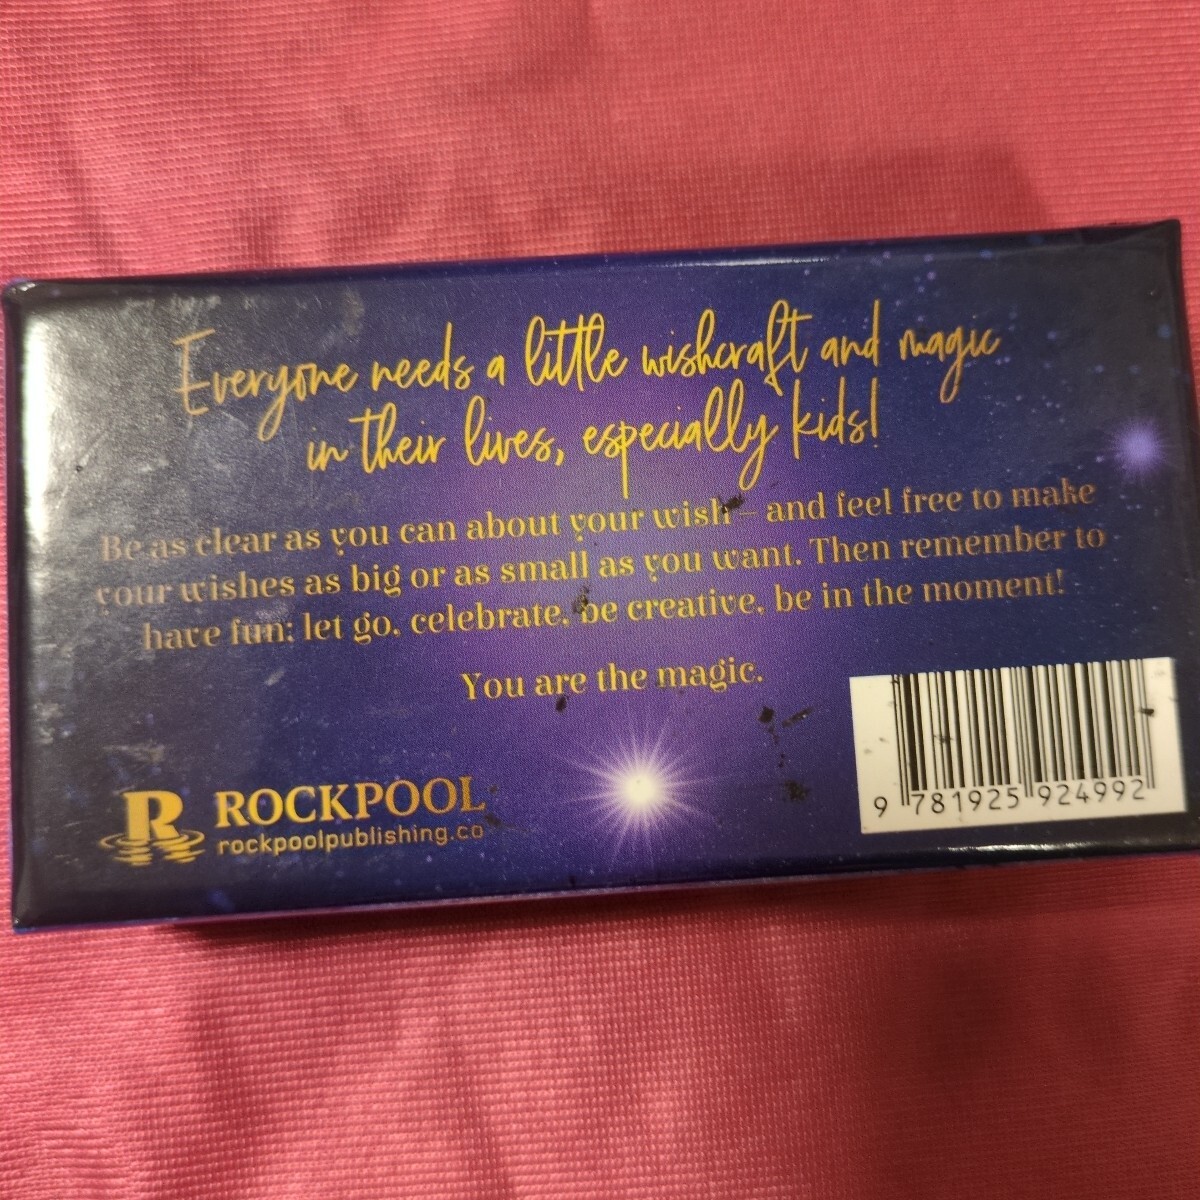 Everyone needs a little wishcraft and magic
in their lives, especially kids!
Be as clear as you can about your wish – and feel free to make
your wishes as big or as small as you want. Then remember to
have fun: let go, celebrate, be creative, be in the moment!
You are the magic.
R ROCKPOOL
rockpoolpublishing.co
9 781925 924992